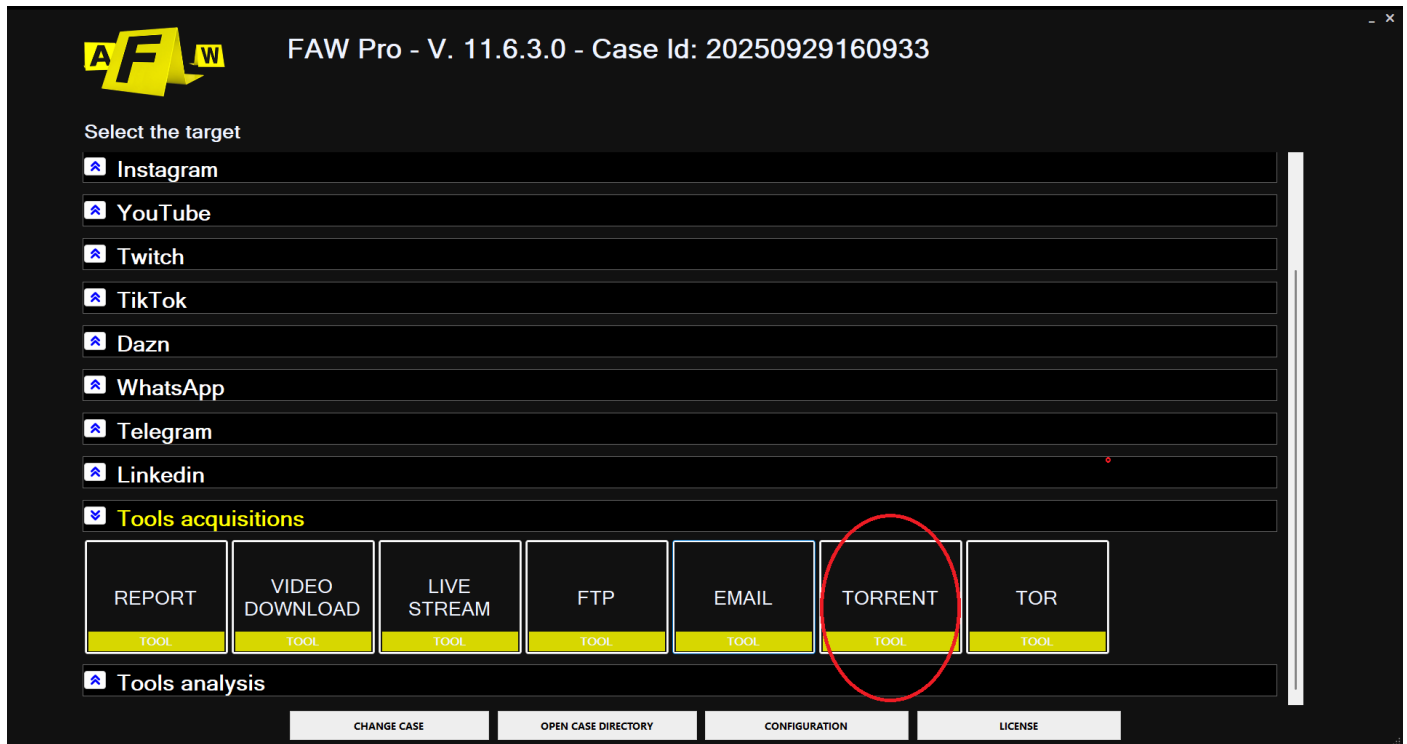 A F W
FAW Pro - V. 11.6.3.0 - Case Id: 20250929160933
Select the target
Instagram
YouTube
Twitch
TikTok
Dazn
WhatsApp
Telegram
Linkedin
Tools acquisitions
REPORT
TOOL
VIDEO
DOWNLOAD
TOOL
LIVE
STREAM
TOOL
FTP
TOOL
EMAIL
TOOL
TORRENT
TOOL
TOR
TOOL
Tools analysis
CHANGE CASE
OPEN CASE DIRECTORY
CONFIGURATION
LICENSE